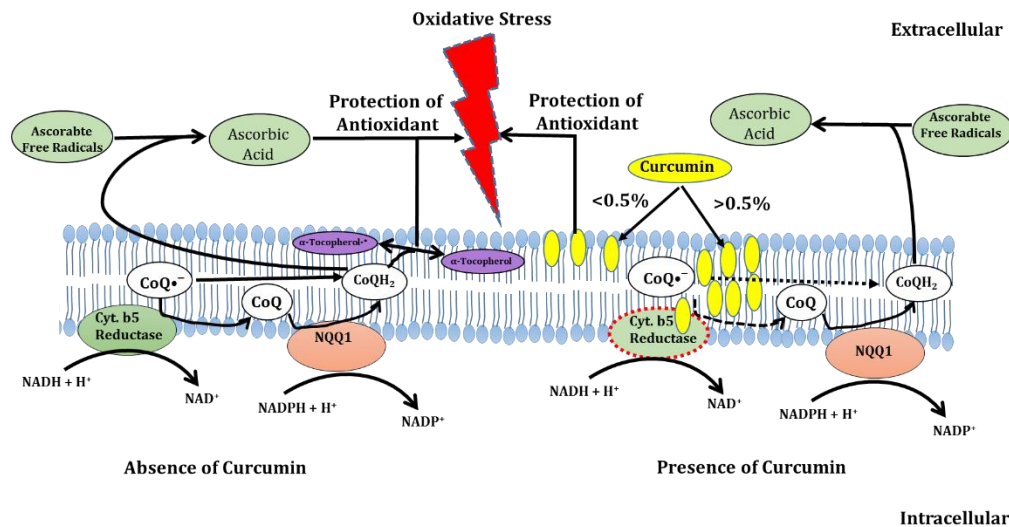 Oxidative Stress
Extracellular
Protection of
Antioxidant
Protection of
Antioxidant
Ascorable
Free Radicals
Ascorbic
Acid
Ascorbic
Acid
Ascorable
Free Radicals
Curcumin
<0.5%
>0.5%
α-Tocopherol-•
α-Tocopherol
CoQ•−
CoQ
CoQH2
Cyt. b5
Reductase
NQQ1
CoQ•−
CoQ
CoQH2
Cyt. b5
Reductase
NQQ1
NADH + H+
NAD+
NADPH + H+
NADP+
NADH + H+
NAD+
NADPH + H+
NADP+
Absence of Curcumin
Presence of Curcumin
Intracellular